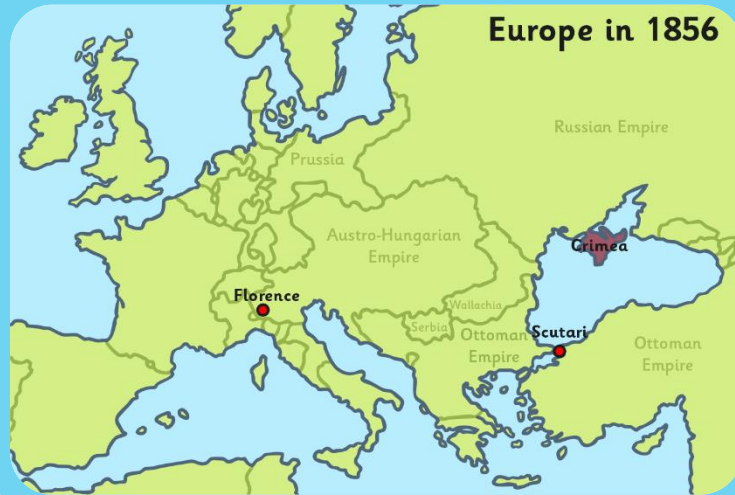 Europe in 1856
Russian Empire
Prussia
Austro-Hungarian
Empire
Crimea
Florence
Wallachia
Serbia
Ottoman
Empire
Scutari
Ottoman
Empire